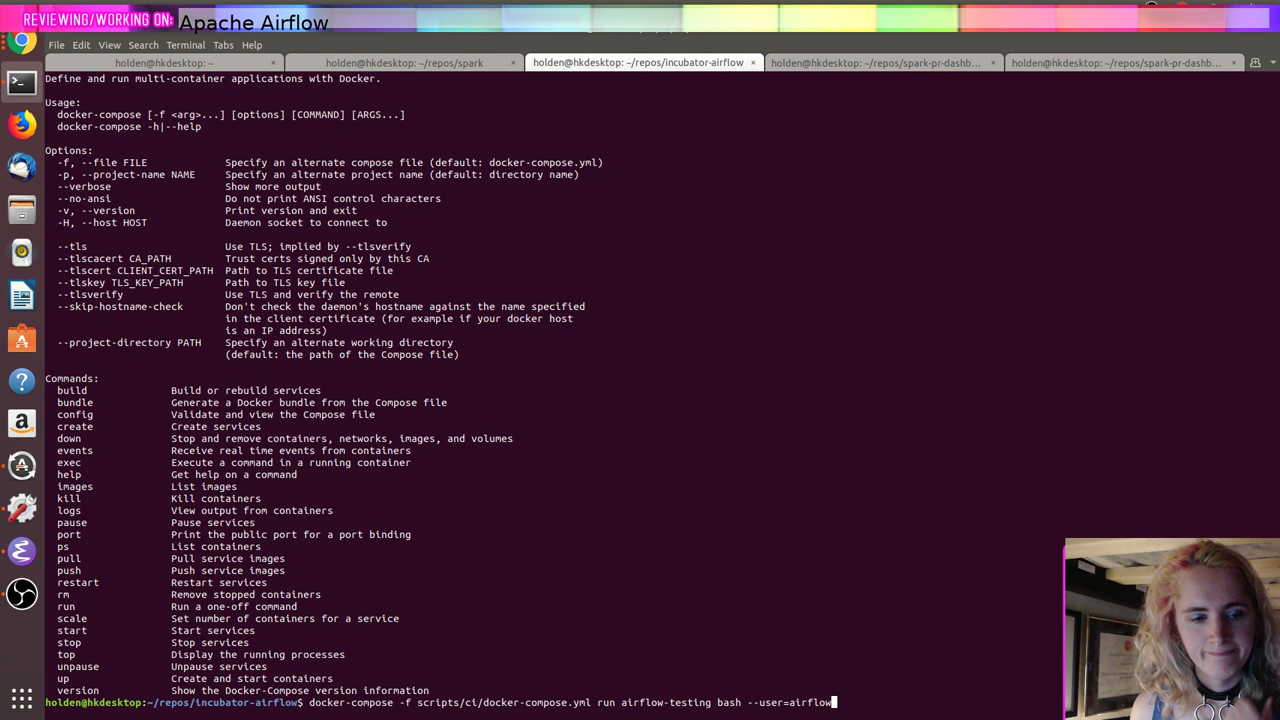 REVIEWING/WORKING ON: Apache Airflow
File Edit View Search Terminal Tabs Help
holden@hkdesktop: ~ × holden@hkdesktop: ~/repos/spark × holden@hkdesktop: ~/repos/incubator-airflow × holden@hkdesktop: ~/repos/spark-pr-dashb... × holden@hkdesktop: ~/repos/spark-pr-dashb... ×
Define and run multi-container applications with Docker.
Usage:
docker-compose [-f <arg>...] [options] [COMMAND] [ARGS...]
docker-compose -h|--help
Options:
-f, --file FILE Specify an alternate compose file (default: docker-compose.yml)
-p, --project-name NAME Specify an alternate project name (default: directory name)
--verbose Show more output
--no-ansi Do not print ANSI control characters
-v, --version Print version and exit
-H, --host HOST Daemon socket to connect to
--tls Use TLS; implied by --tlsverify
--tlscacert CA_PATH Trust certs signed only by this CA
--tlscert CLIENT_CERT_PATH Path to TLS certificate file
--tlskey TLS_KEY_PATH Path to TLS key file
--tlsverify Use TLS and verify the remote
--skip-hostname-check Don't check the daemon's hostname against the name specified
in the client certificate (for example if your docker host
is an IP address)
--project-directory PATH Specify an alternate working directory
(default: the path of the Compose file)
Commands:
build Build or rebuild services
bundle Generate a Docker bundle from the Compose file
config Validate and view the Compose file
create Create services
down Stop and remove containers, networks, images, and volumes
events Receive real time events from containers
exec Execute a command in a running container
help Get help on a command
images List images
kill Kill containers
logs View output from containers
pause Pause services
port Print the public port for a port binding
ps List containers
pull Pull service images
push Push service images
restart Restart services
rm Remove stopped containers
run Run a one-off command
scale Set number of containers for a service
start Start services
stop Stop services
top Display the running processes
unpause Unpause services
up Create and start containers
version Show the Docker-Compose version information
holden@hkdesktop:~/repos/incubator-airflow$ docker-compose -f scripts/ci/docker-compose.yml run airflow-testing bash --user=airflow